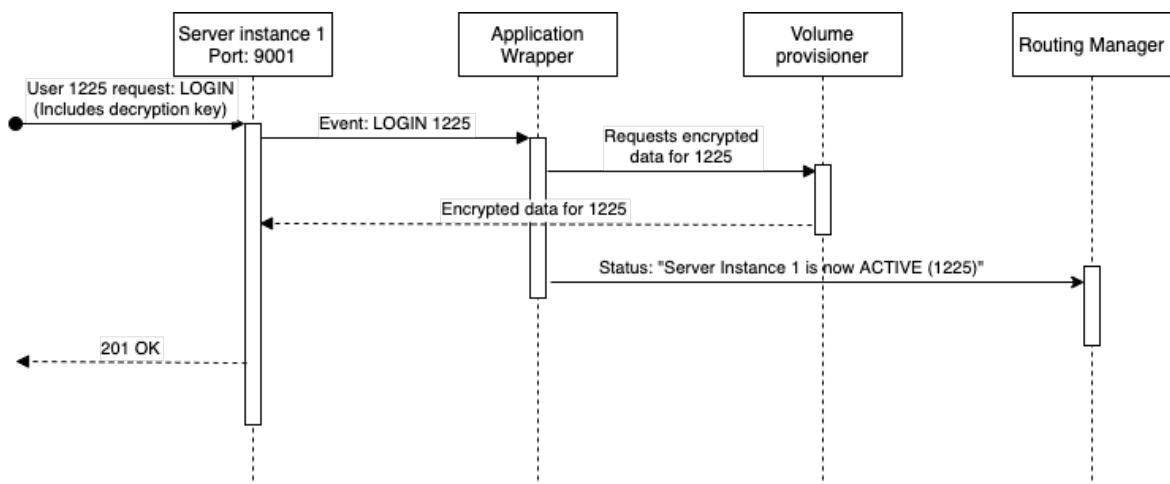 Server instance 1
Port: 9001
Application
Wrapper
Volume
provisioner
Routing Manager
User 1225 request: LOGIN
(Includes decryption key)
Event: LOGIN 1225
Requests encrypted
data for 1225
Encrypted data for 1225
Status: "Server Instance 1 is now ACTIVE (1225)"
201 OK